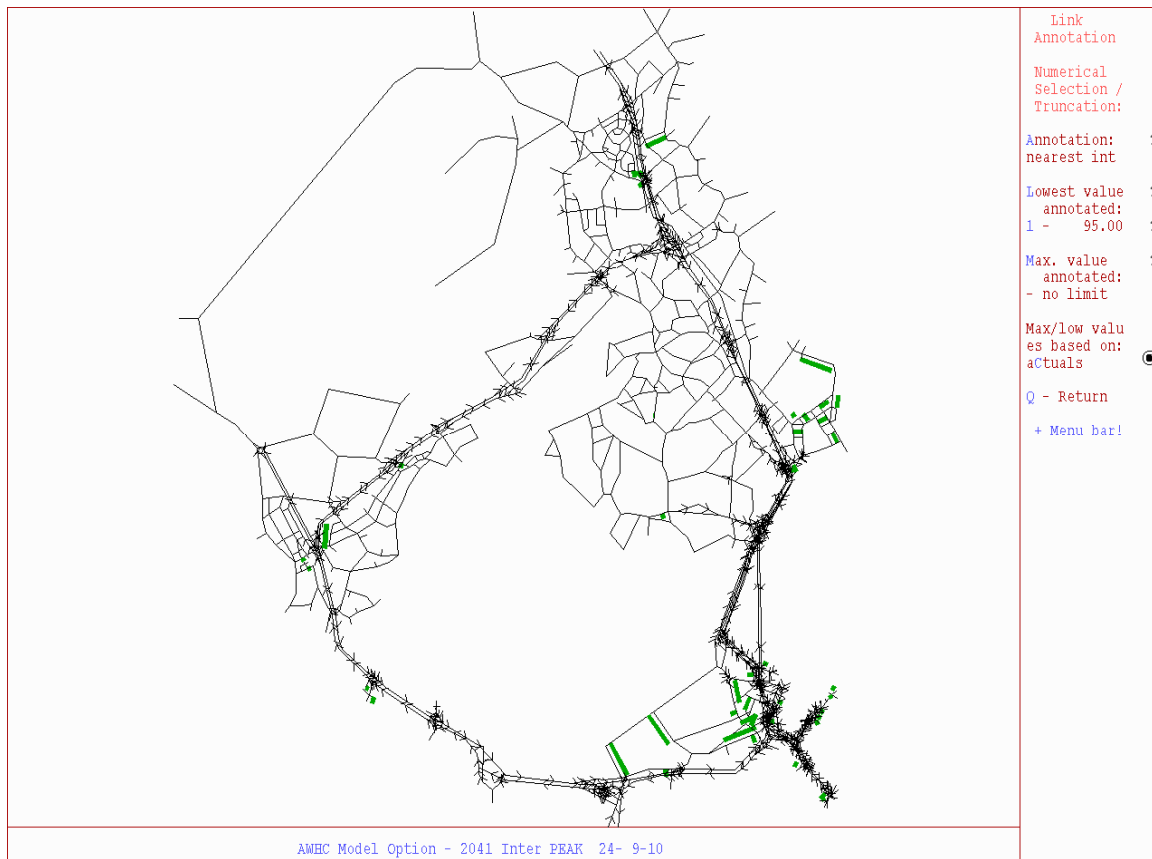 Link
Annotation
Numerical
Selection /
Truncation:
Annotation: ?
nearest int
Lowest value ?
annotated:
1 - 95.00 ?
Max. value ?
annotated:
- no limit
Max/low valu
es based on:
aCtuals
Q - Return
+ Menu bar!
AWHC Model Option - 2041 Inter PEAK 24- 9-10